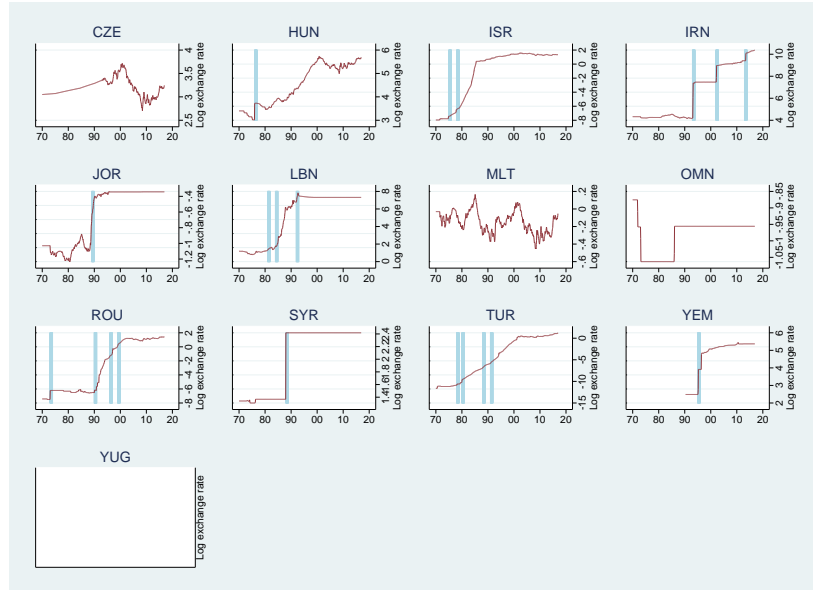 CZE
2.5 3 3.5 4
Log exchange rate
70 80 90 00 10 20
HUN
3 4 5 6
Log exchange rate
70 80 90 00 10 20
ISR
-8 -6 -4 -2 0 2
Log exchange rate
70 80 90 00 10 20
IRN
4 6 8 10
Log exchange rate
70 80 90 00 10 20
JOR
-1.2 -1 -.8 -.6 -.4
Log exchange rate
70 80 90 00 10 20
LBN
0 2 4 6 8
Log exchange rate
70 80 90 00 10 20
MLT
-.6 -.4 -.2 0 .2
Log exchange rate
70 80 90 00 10 20
OMN
-1.05 -1 -.95 -.9 -.85
Log exchange rate
70 80 90 00 10 20
ROU
-8 -6 -4 -2 0 2
Log exchange rate
70 80 90 00 10 20
SYR
1.4 1.6 1.8 2 2.2 2.4
Log exchange rate
70 80 90 00 10 20
TUR
-15 -10 -5 0
Log exchange rate
70 80 90 00 10 20
YEM
2 3 4 5 6
Log exchange rate
70 80 90 00 10 20
YUG
Log exchange rate